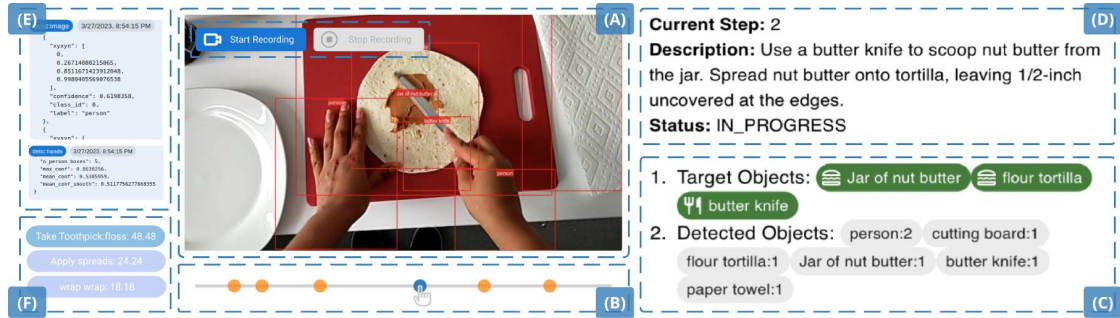 (E)
detic:image 3/27/2023, 8:54:15 PM
{
"xyxyn": [
0,
0.26714888215065,
0.8511671423912048,
0.9980405569076538
],
"confidence": 0.6198358,
"class_id": 0,
"label": "person"
},
{
"xyxyn": [
detic:hands 3/27/2023, 8:54:15 PM
"n_person_boxes": 5,
"max_conf": 0.8630256,
"mean_conf": 0.5385959,
"mean_conf_smooth": 0.5117756277668355
}
Take Toothpick:floss: 48.48
Apply spreads: 24.24
wrap wrap: 18.18
(F)
(A)
Start Recording
Stop Recording
person
Jar of nut butter
butter knife
person
(B)
(D)
Current Step: 2
Description: Use a butter knife to scoop nut butter from
the jar. Spread nut butter onto tortilla, leaving 1/2-inch
uncovered at the edges.
Status: IN_PROGRESS
1. Target Objects: Jar of nut butter flour tortilla
butter knife
2. Detected Objects: person:2 cutting board:1
flour tortilla:1 Jar of nut butter:1 butter knife:1
paper towel:1
(C)